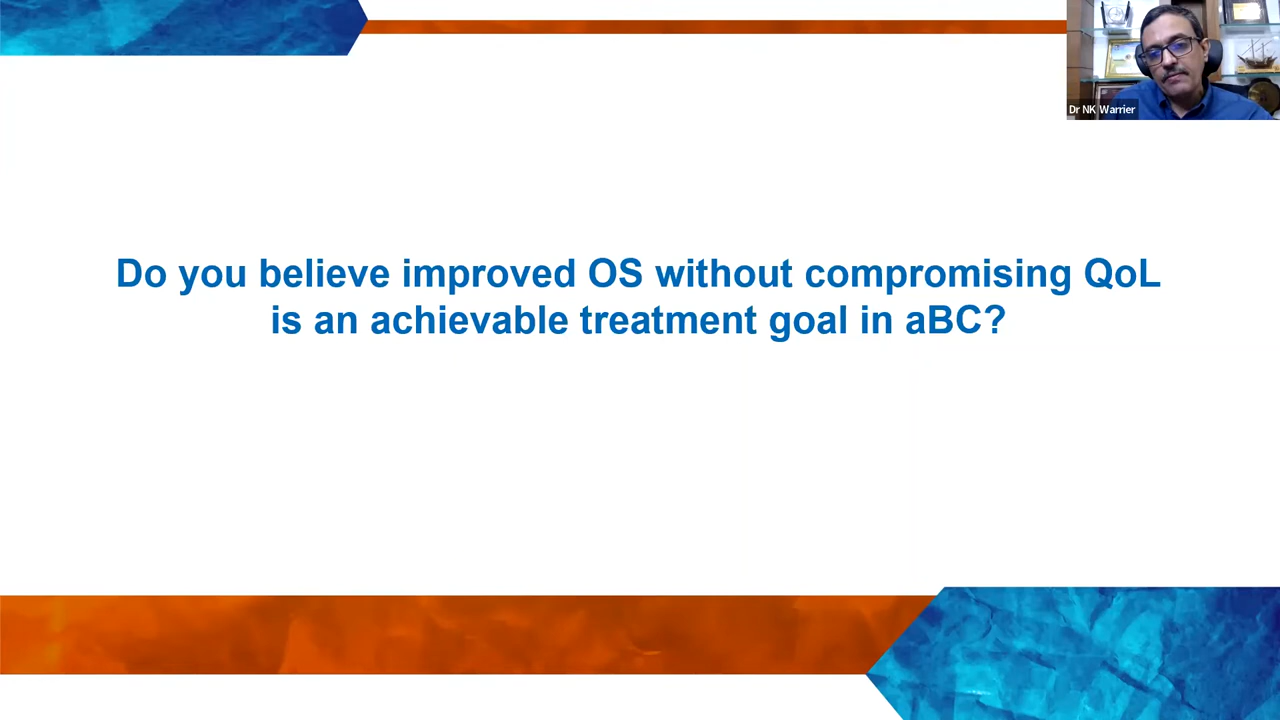 Dr NK Warrier
Do you believe improved OS without compromising QoL
is an achievable treatment goal in aBC?